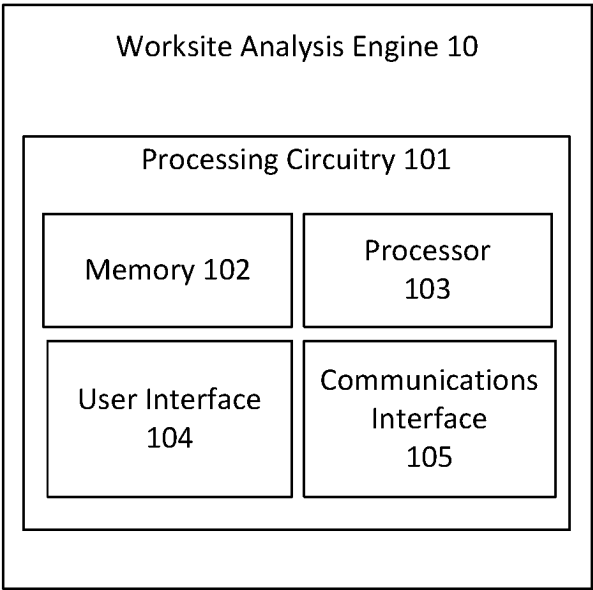 Worksite Analysis Engine 10
Processing Circuitry 101
Memory 102
Processor
103
User Interface
104
Communications
Interface
105